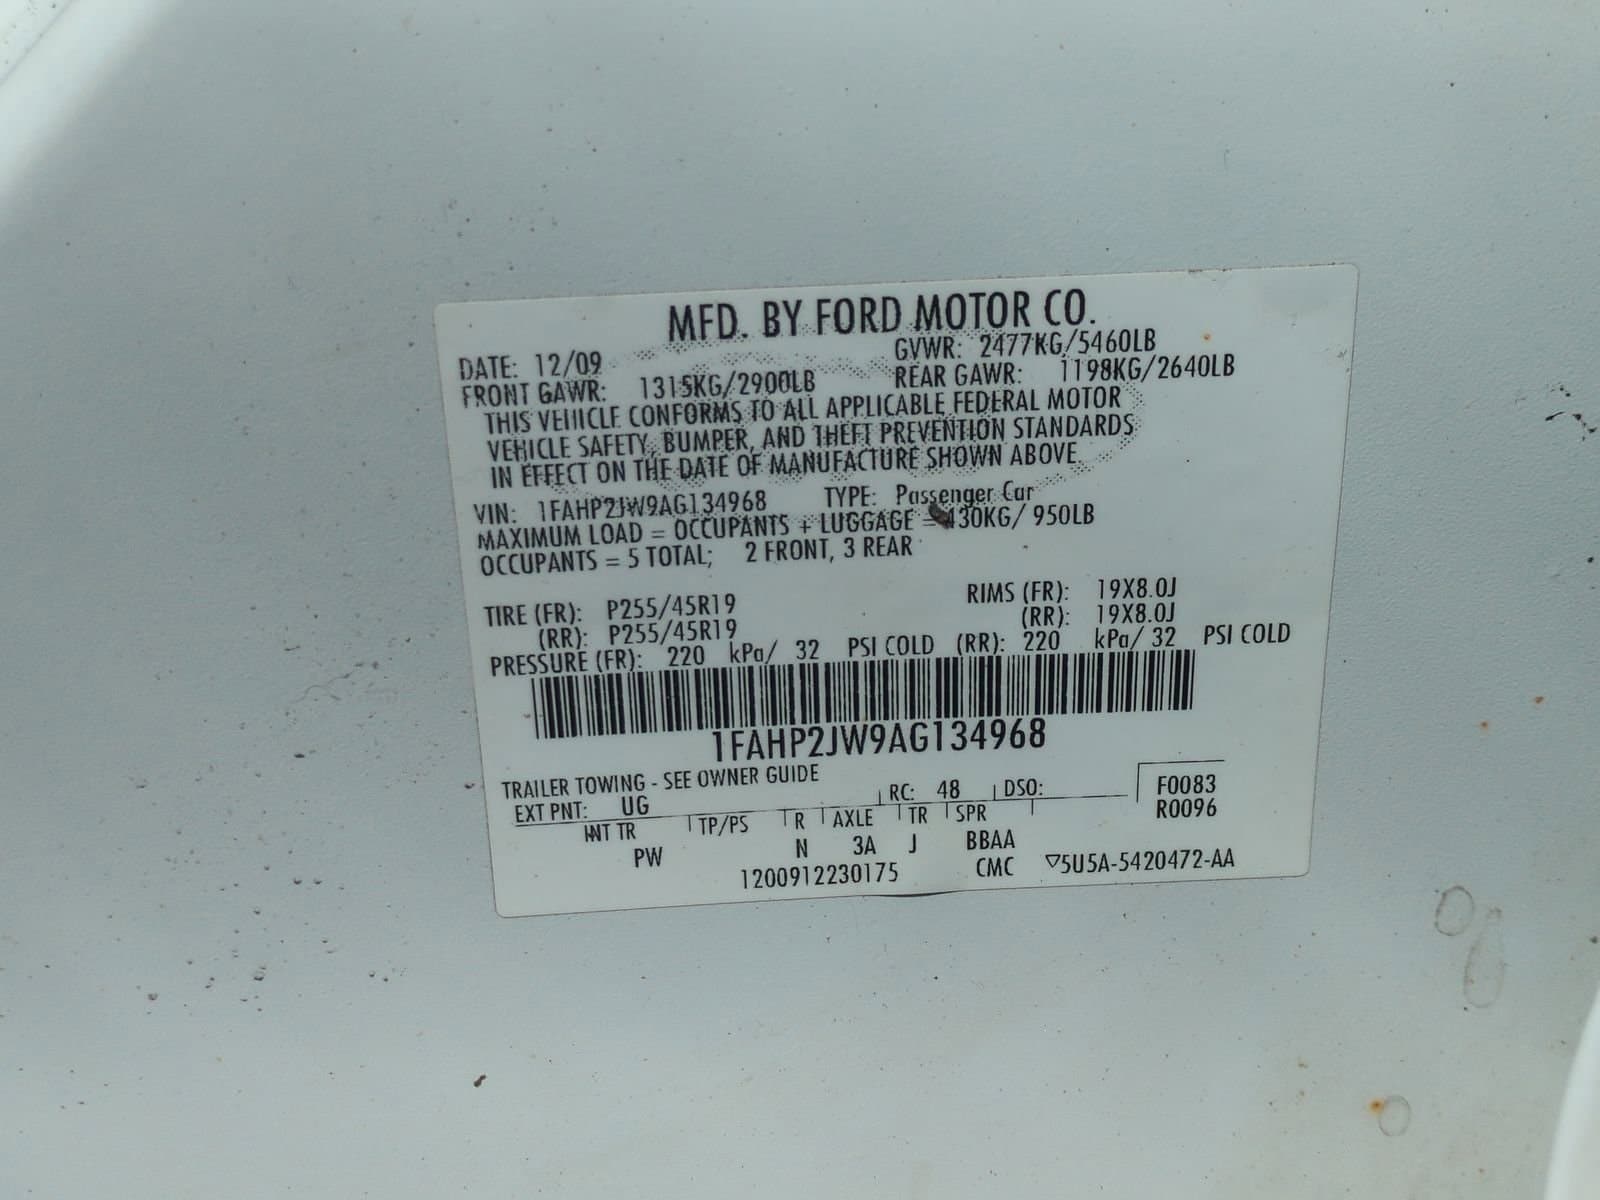 MFD. BY FORD MOTOR CO.
DATE: 12/09 GVWR: 2477KG/5460LB
FRONT GAWR: 1315KG/2900LB REAR GAWR: 1198KG/2640LB
THIS VEHICLE CONFORMS TO ALL APPLICABLE FEDERAL MOTOR
VEHICLE SAFETY, BUMPER, AND THEFT PREVENTION STANDARDS
IN EFFECT ON THE DATE OF MANUFACTURE SHOWN ABOVE.
VIN: 1FAHP2JW9AG134968 TYPE: Passenger Car
MAXIMUM LOAD = OCCUPANTS + LUGGAGE = 430KG/ 950LB
OCCUPANTS = 5 TOTAL; 2 FRONT, 3 REAR
TIRE (FR): P255/45R19 RIMS (FR): 19X8.0J
(RR): P255/45R19 (RR): 19X8.0J
PRESSURE (FR): 220 kPa/ 32 PSI COLD (RR): 220 kPa/ 32 PSI COLD
1FAHP2JW9AG134968
TRAILER TOWING - SEE OWNER GUIDE
EXT PNT: UG RC: 48 DSO: F0083
INT TR TP/PS R AXLE TR SPR R0096
PW N 3A J BBAA
1200912230175 CMC ▽5U5A-5420472-AA